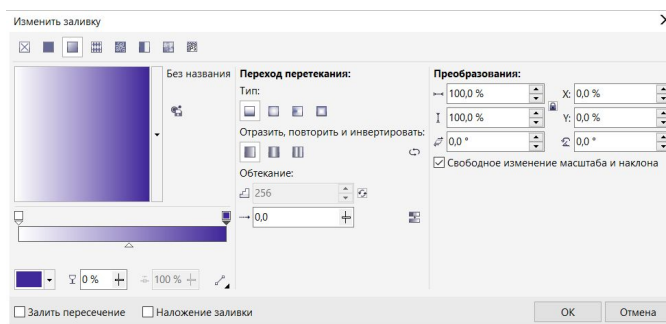 Изменить заливку
Без названия
Переход перетекания:
Тип:
Отразить, повторить и инвертировать:
Обтекание:
256
0,0
Преобразования:
100,0 % X: 0,0 %
100,0 % Y: 0,0 %
0,0 ° 0,0 °
Свободное изменение масштаба и наклона
0 % 100 %
Залить пересечение Наложение заливки
ОК Отмена